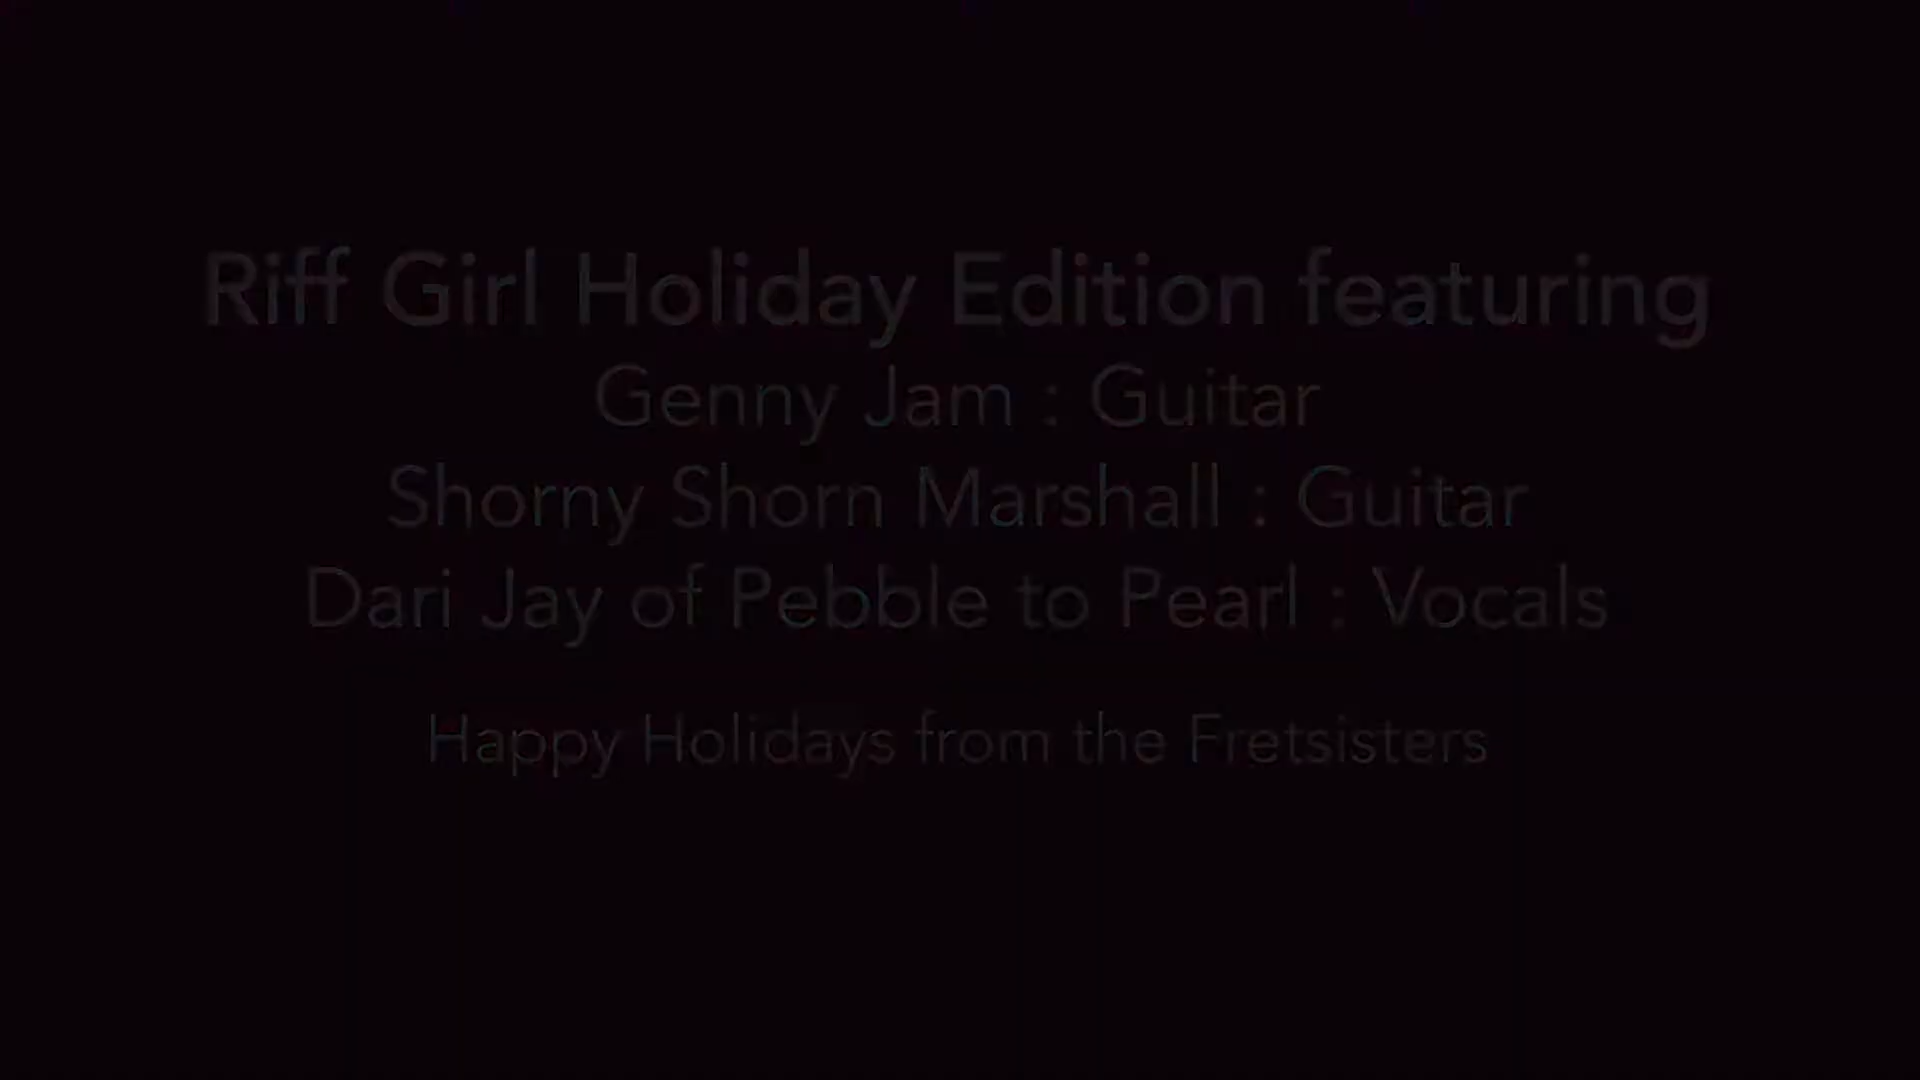 Riff Girl Holiday Edition featuring
Genny Jam : Guitar
Shorny Shorn Marshall : Guitar
Dari Jay of Pebble to Pearl : Vocals
Happy Holidays from the Fretsisters